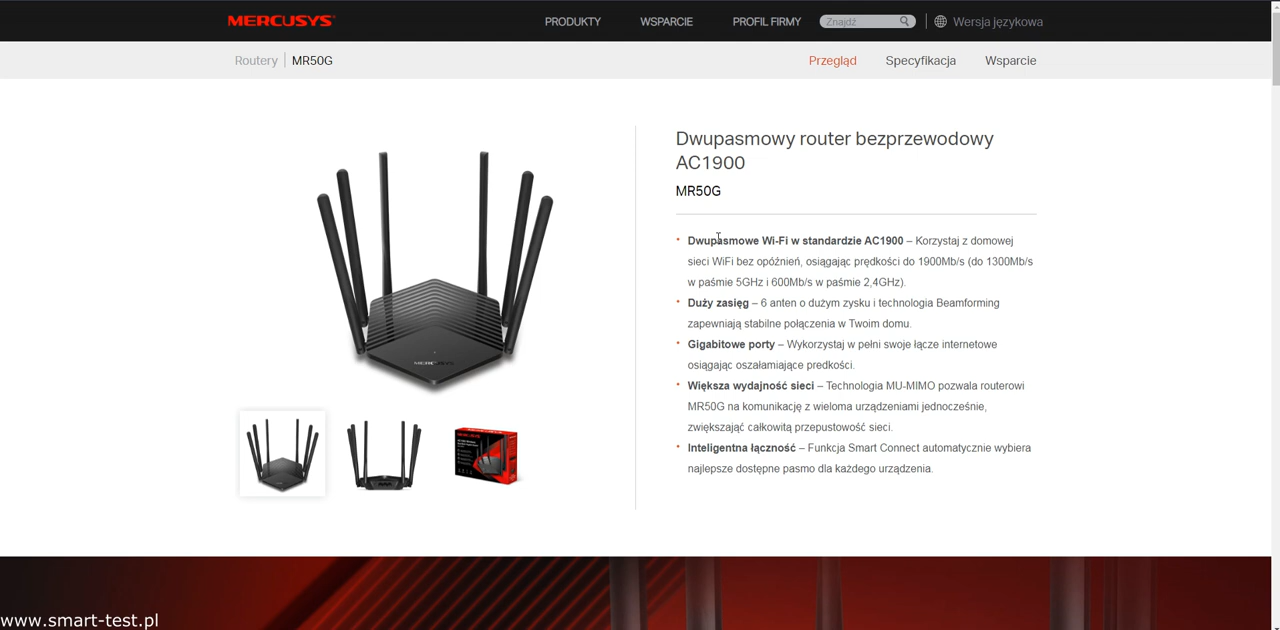 MERCUSYS
PRODUKTY
WSPARCIE
PROFIL FIRMY
Znajdź
Wersja językowa
Routery
MR50G
Przegląd
Specyfikacja
Wsparcie
Dwupasmowy router bezprzewodowy
AC1900
MR50G
Dwupasmowe Wi-Fi w standardzie AC1900 – Korzystaj z domowej
sieci WiFi bez opóźnień, osiągając prędkości do 1900Mb/s (do 1300Mb/s
w paśmie 5GHz i 600Mb/s w paśmie 2,4GHz).
Duży zasięg – 6 anten o dużym zysku i technologia Beamforming
zapewniają stabilne połączenia w Twoim domu.
Gigabitowe porty – Wykorzystaj w pełni swoje łącze internetowe
osiągając oszałamiające predkości.
Większa wydajność sieci – Technologia MU-MIMO pozwala routerowi
MR50G na komunikację z wieloma urządzeniami jednocześnie,
zwiększając całkowitą przepustowość sieci.
Inteligentna łączność – Funkcja Smart Connect automatycznie wybiera
najlepsze dostępne pasmo dla każdego urządzenia.
MERCUSYS
www.smart-test.pl